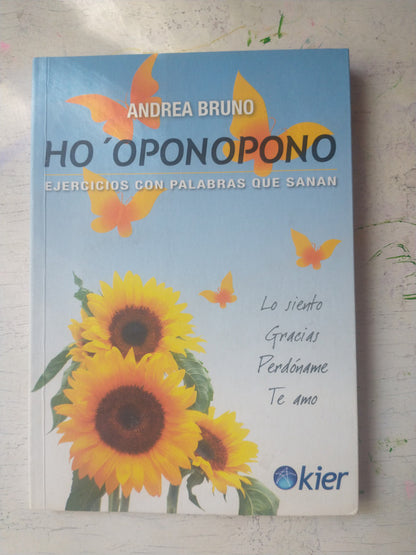 ANDREA BRUNO
HO ´OPONOPONO
EJERCICIOS CON PALABRAS QUE SANAN
Lo siento
Gracias
Perdóname
Te amo
kier